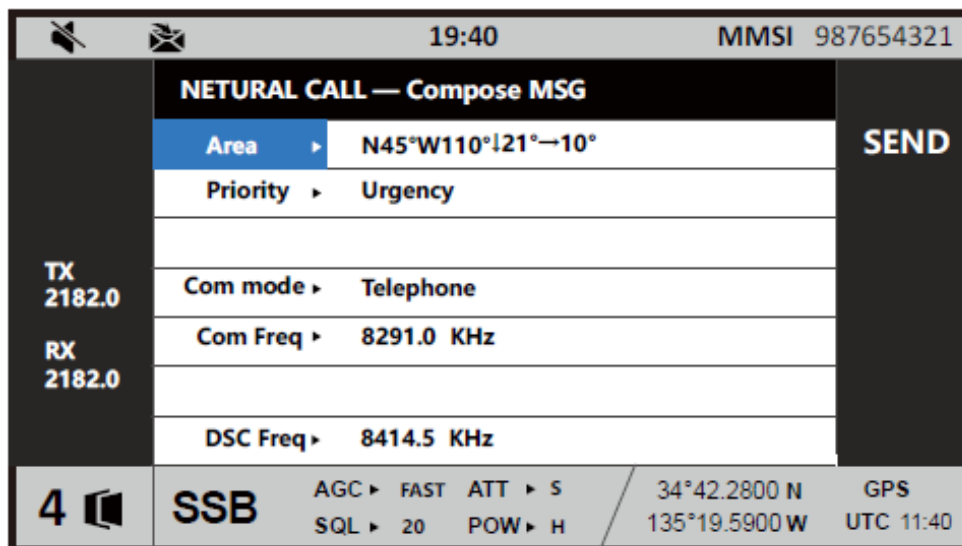 19:40 MMSI 987654321
NETURAL CALL — Compose MSG
Area ▸ N45°W110°↓21°→10°
SEND
Priority ▸ Urgency
TX
2182.0
Com mode ▸ Telephone
Com Freq ▸ 8291.0 KHz
RX
2182.0
DSC Freq ▸ 8414.5 KHz
4 SSB
AGC ▸ FAST ATT ▸ S
SQL ▸ 20 POW ▸ H
34°42.2800 N
135°19.5900 W
GPS
UTC 11:40